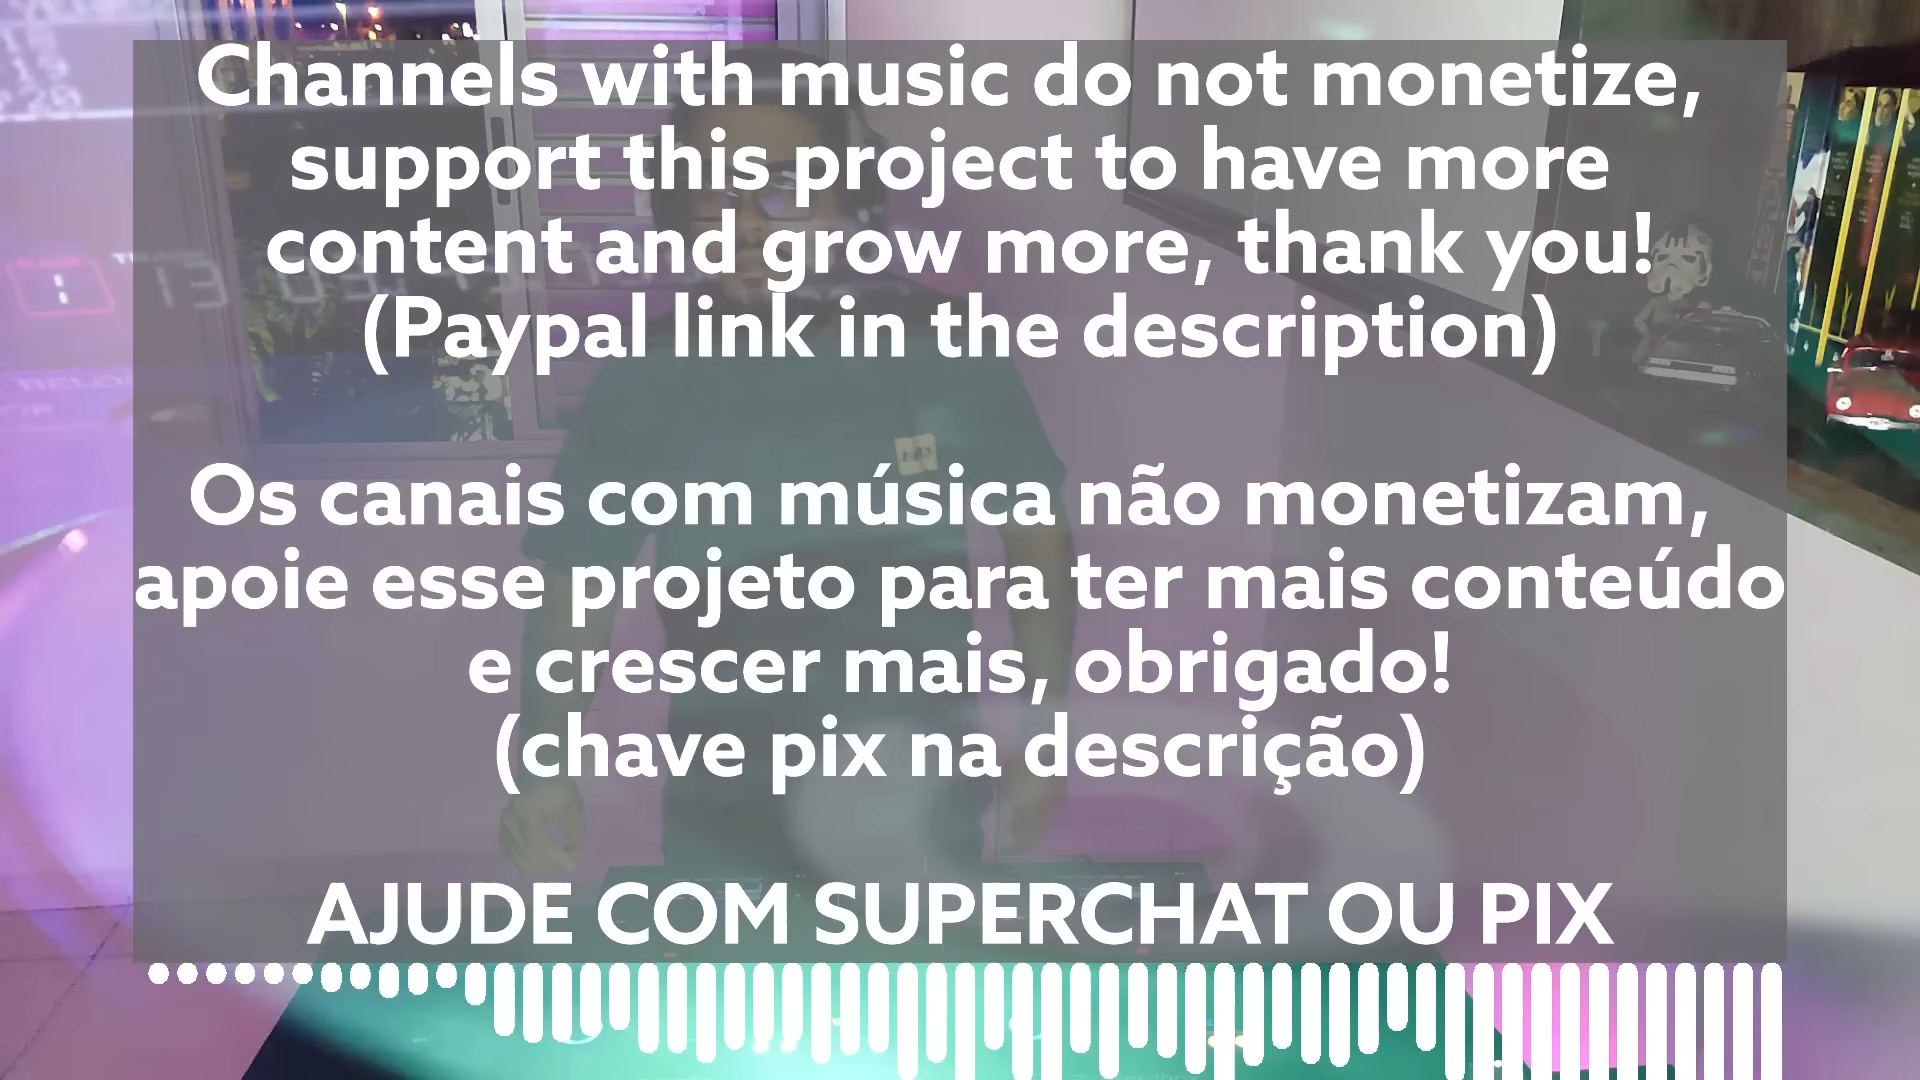 Channels with music do not monetize,
support this project to have more
content and grow more, thank you!
(Paypal link in the description)
Os canais com música não monetizam,
apoie esse projeto para ter mais conteúdo
e crescer mais, obrigado!
(chave pix na descrição)
AJUDE COM SUPERCHAT OU PIX